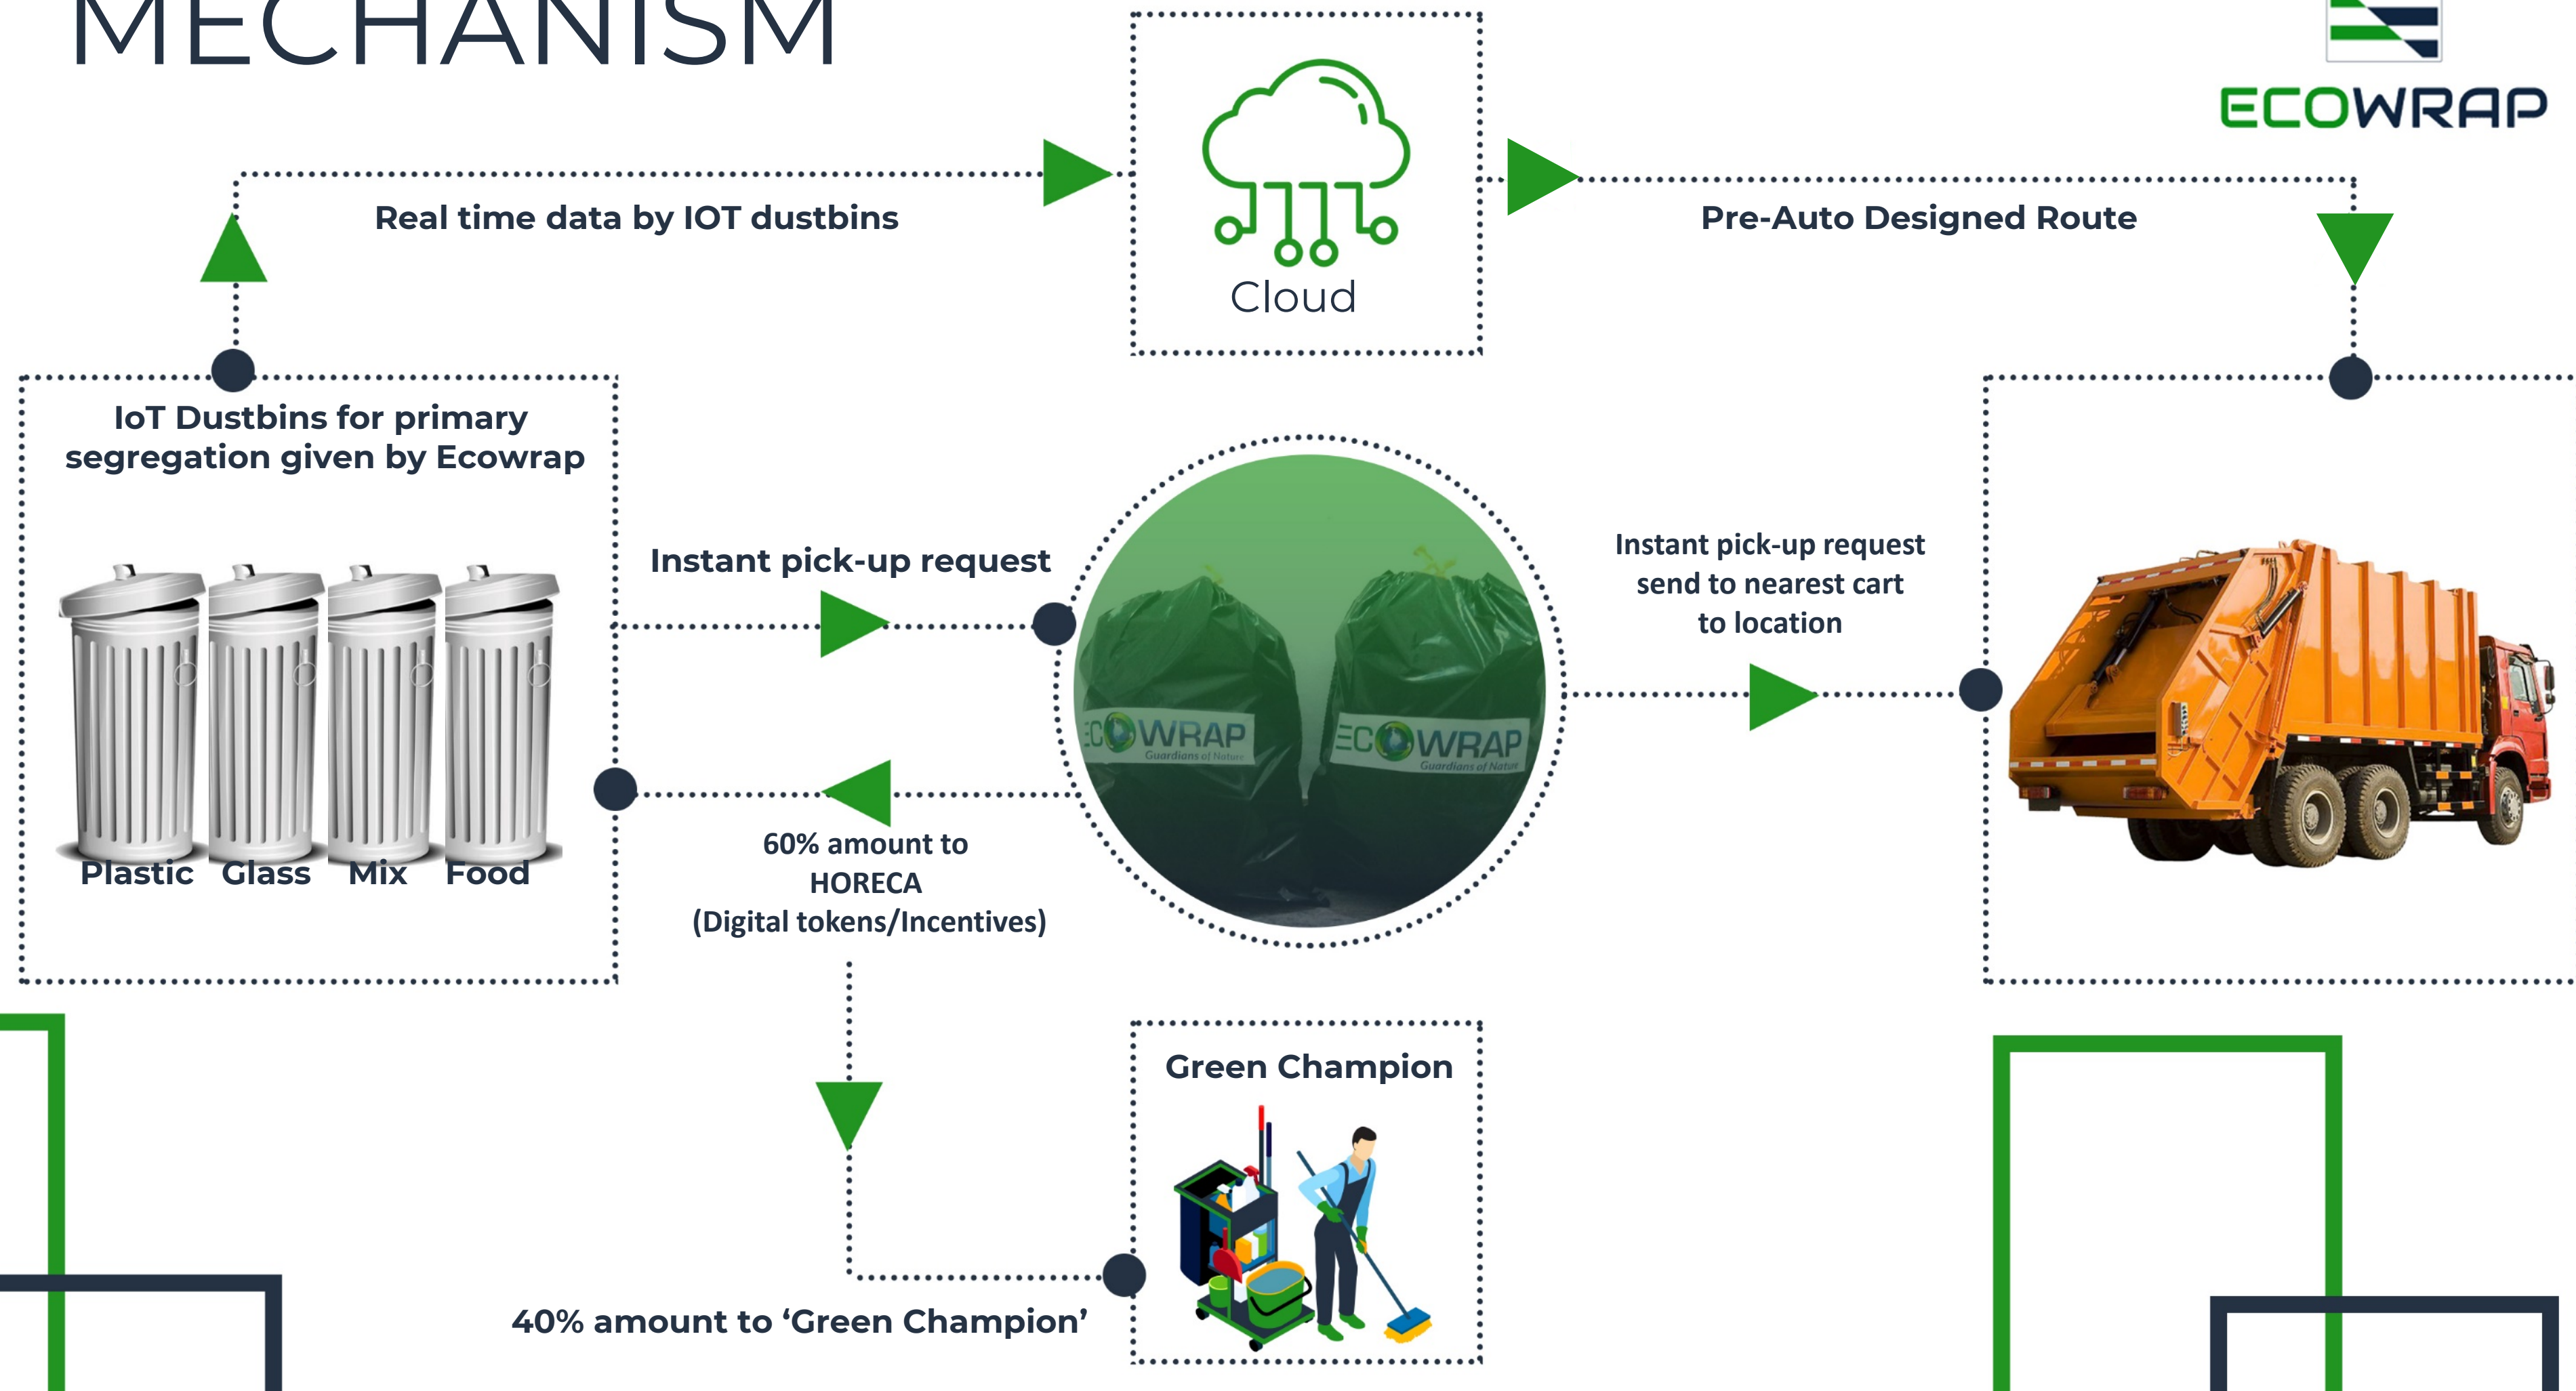 MECHANISM
ECOWRAP
Real time data by IOT dustbins
Cloud
Pre-Auto Designed Route
IoT Dustbins for primary
segregation given by Ecowrap
Plastic Glass Mix Food
Instant pick-up request
Instant pick-up request
send to nearest cart
to location
ECOWRAP
Guardians of Nature
ECOWRAP
Guardians of Natur
60% amount to
HORECA
(Digital tokens/Incentives)
Green Champion
40% amount to ‘Green Champion’